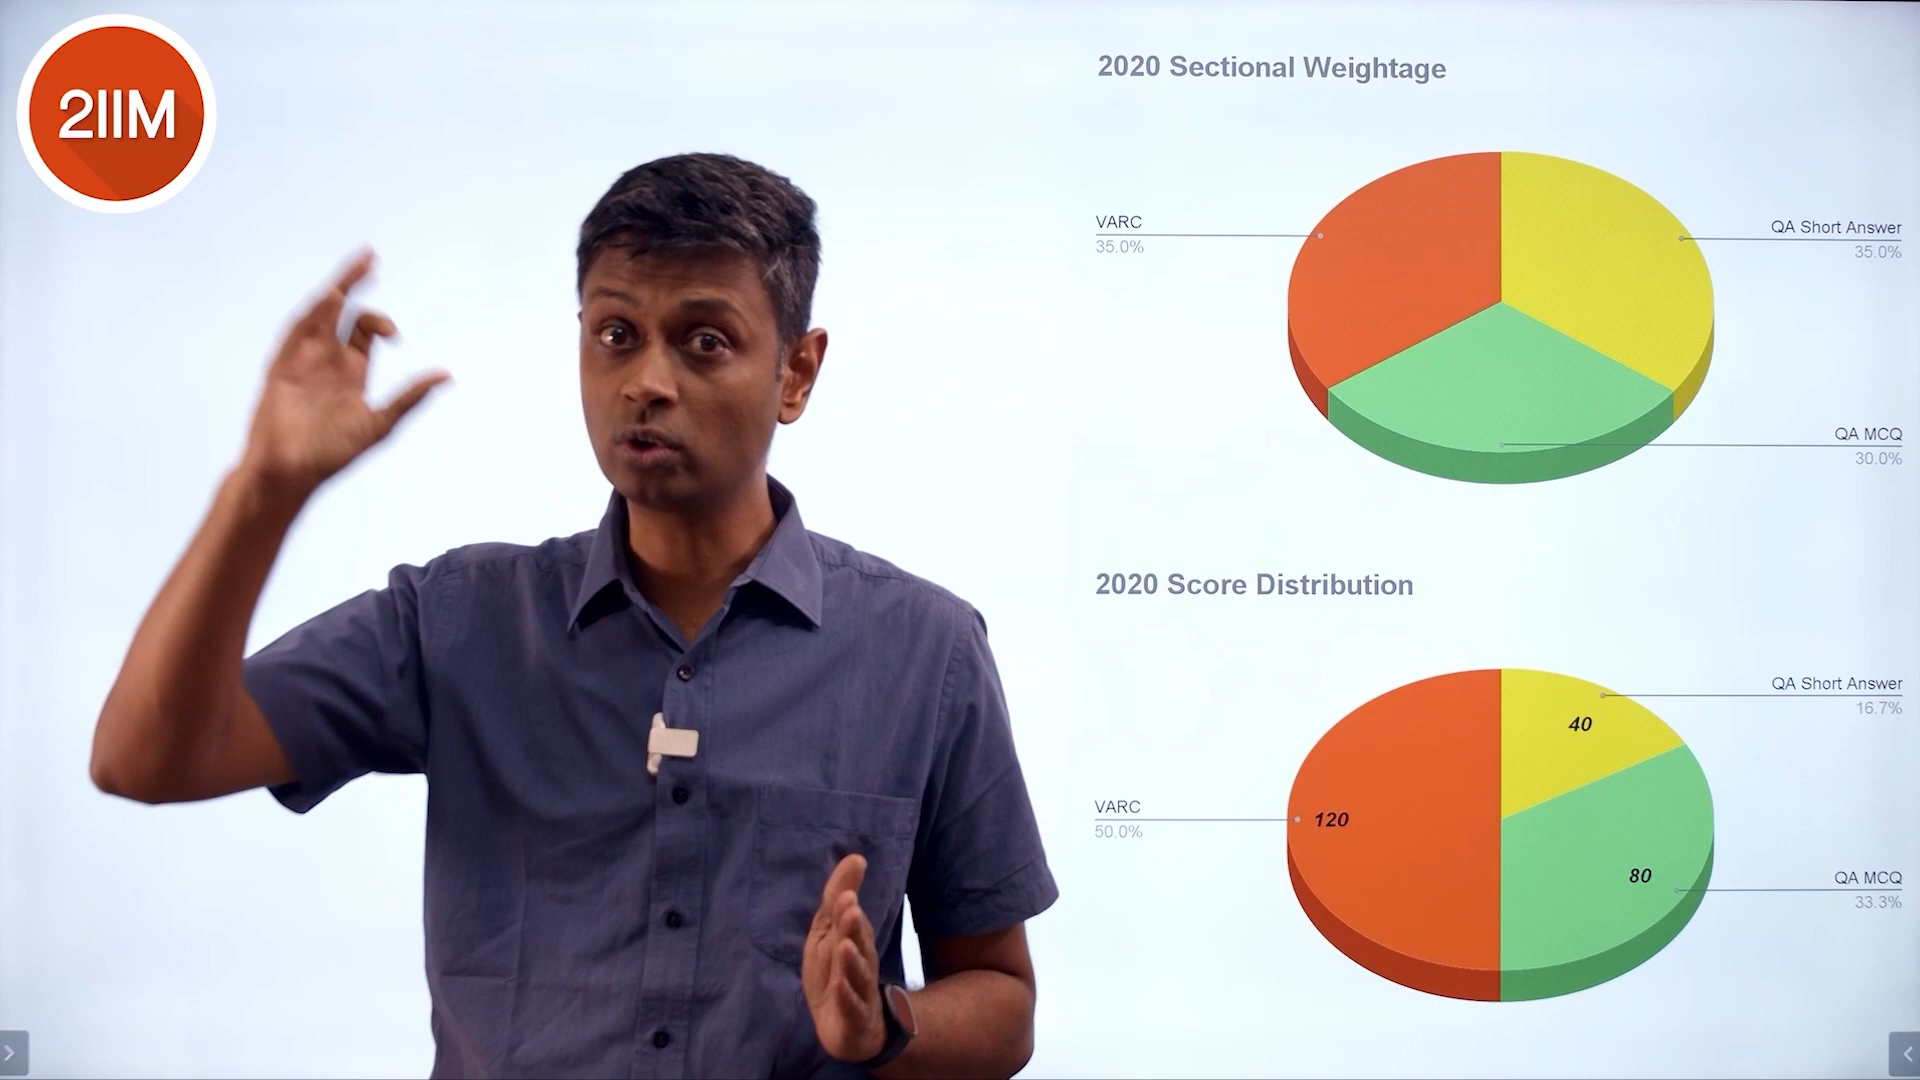 2IIM
2020 Sectional Weightage
VARC
35.0%
QA Short Answer
35.0%
QA MCQ
30.0%
2020 Score Distribution
QA Short Answer
16.7%
40
VARC
50.0%
120
80
QA MCQ
33.3%